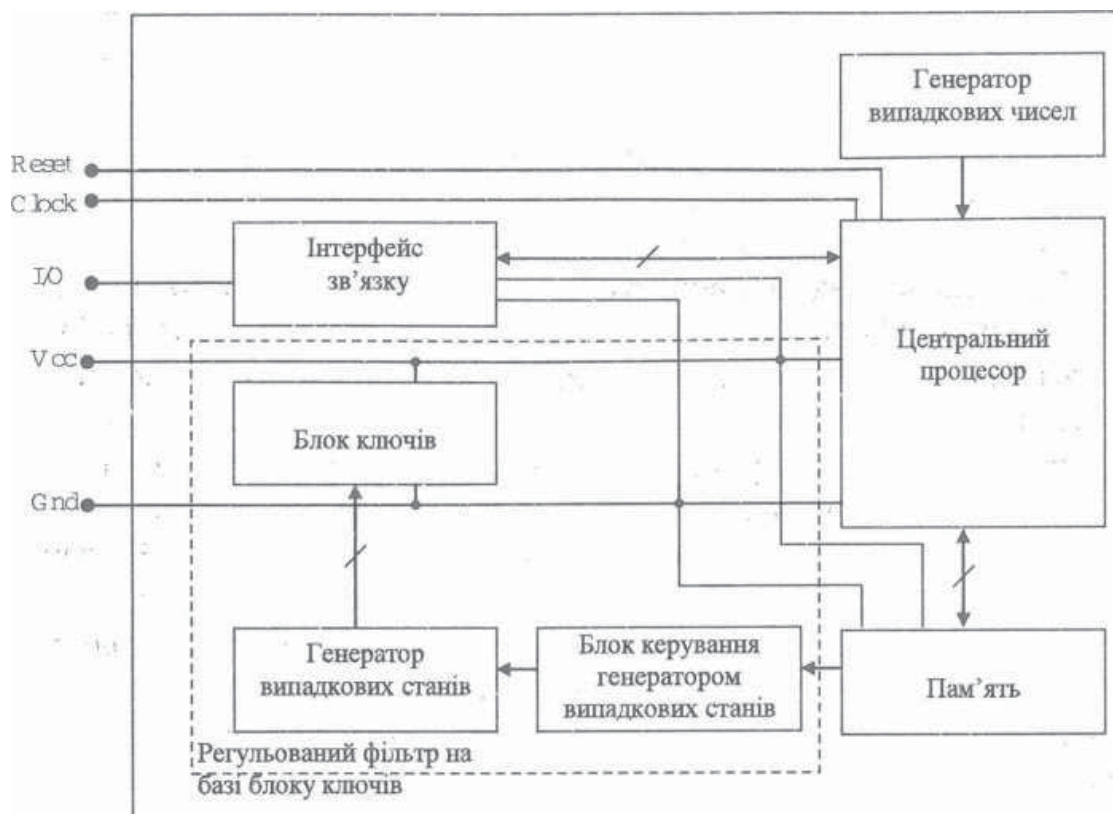 Генератор
випадкових чисел
Reset
Clock
Інтерфейс
зв’язку
I/O
Vcc
Центральний
процесор
Блок ключів
Gnd
Генератор
випадкових станів
Блок керування
генератором
випадкових станів
Пам’ять
Регульований фільтр на
базі блоку ключів